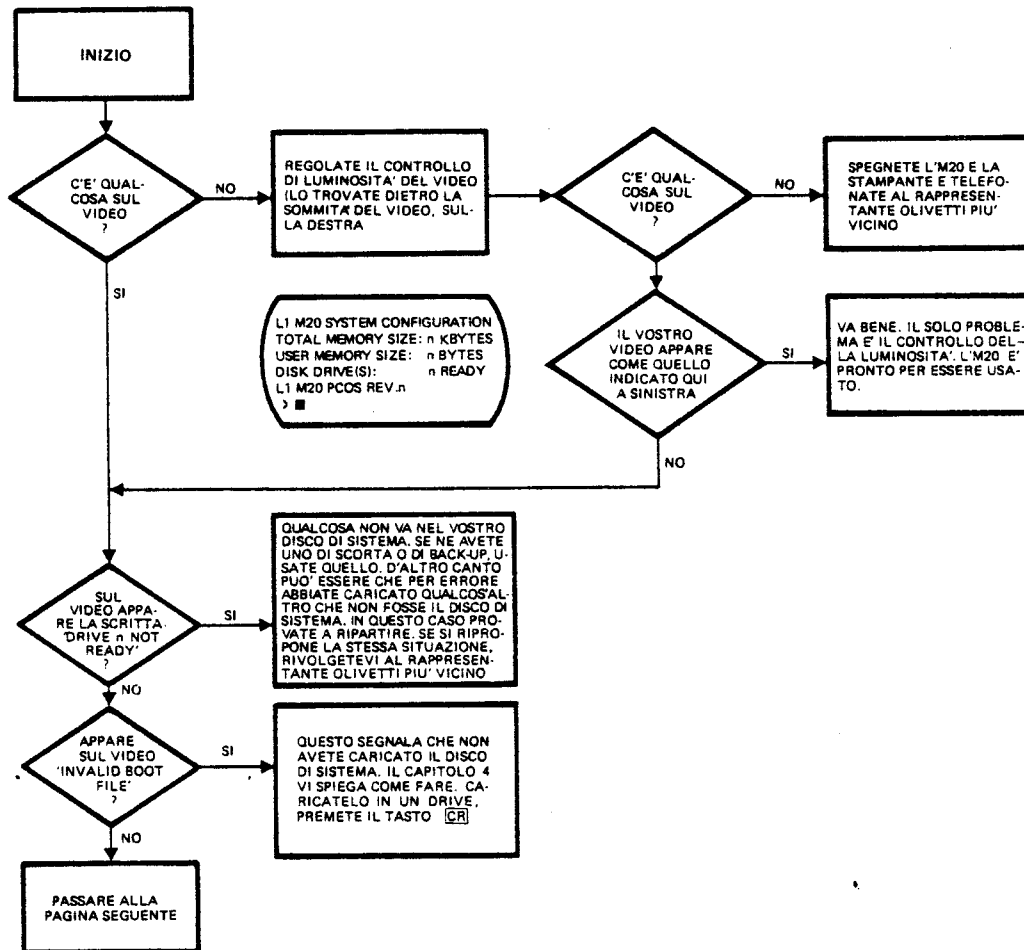 INIZIO
C'E' QUAL-
COSA SUL
VIDEO
?
NO
REGOLATE IL CONTROLLO
DI LUMINOSITA' DEL VIDEO
(LO TROVATE DIETRO LA
SOMMITA' DEL VIDEO, SUL-
LA DESTRA
C'E' QUAL-
COSA SUL
VIDEO
?
NO
SPEGNETE L'M20 E LA
STAMPANTE E TELEFO-
NATE AL RAPPRESEN-
TANTE OLIVETTI PIU'
VICINO
SI
L1 M20 SYSTEM CONFIGURATION
TOTAL MEMORY SIZE: n KBYTES
USER MEMORY SIZE: n BYTES
DISK DRIVE(S): n READY
L1 M20 PCOS REV.n
> ■
IL VOSTRO
VIDEO APPARE
COME QUELLO
INDICATO QUI
A SINISTRA
SI
VA BENE. IL SOLO PROBLE-
MA E' IL CONTROLLO DEL-
LA LUMINOSITA'. L'M20 E'
PRONTO PER ESSERE USA-
TO.
NO
SUL
VIDEO APPA-
RE LA SCRITTA
'DRIVE n NOT
READY'
?
SI
QUALCOSA NON VA NEL VOSTRO
DISCO DI SISTEMA. SE NE AVETE
UNO DI SCORTA O DI BACK-UP, U-
SATE QUELLO. D'ALTRO CANTO
PUO' ESSERE CHE PER ERRORE
ABBIATE CARICATO QUALCOS'AL-
TRO CHE NON FOSSE IL DISCO DI
SISTEMA. IN QUESTO CASO PRO-
VATE A RIPARTIRE. SE SI RIPRO-
PONE LA STESSA SITUAZIONE,
RIVOLGETEVI AL RAPPRESEN-
TANTE OLIVETTI PIU' VICINO
NO
APPARE
SUL VIDEO
'INVALID BOOT
FILE'
?
SI
QUESTO SEGNALA CHE NON
AVETE CARICATO IL DISCO
DI SISTEMA. IL CAPITOLO 4
VI SPIEGA COME FARE. CA-
RICATELO IN UN DRIVE,
PREMETE IL TASTO CR
NO
PASSARE ALLA
PAGINA SEGUENTE